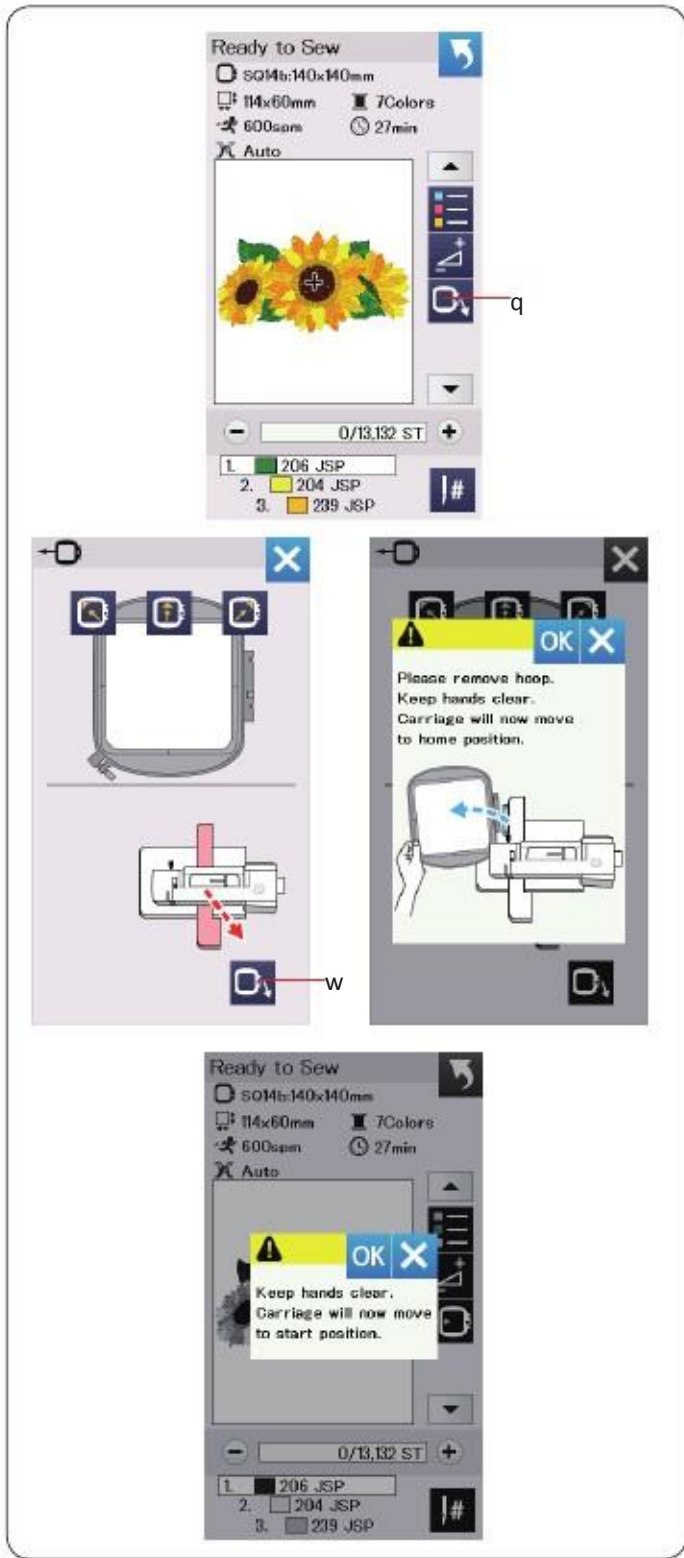 Ready to Sew
SQ14b:140x140mm
114x60mm 7Colors
600spm 27min
Auto
q
0/13,132 ST
1. 206 JSP
2. 204 JSP
3. 239 JSP
#
w
OK
Please remove hoop.
Keep hands clear.
Carriage will now move
to home position.
Ready to Sew
SQ14b:140x140mm
114x60mm 7Colors
600spm 27min
Auto
OK
Keep hands clear.
Carriage will now move
to start position.
0/13,132 ST
1. 206 JSP
2. 204 JSP
3. 239 JSP
#